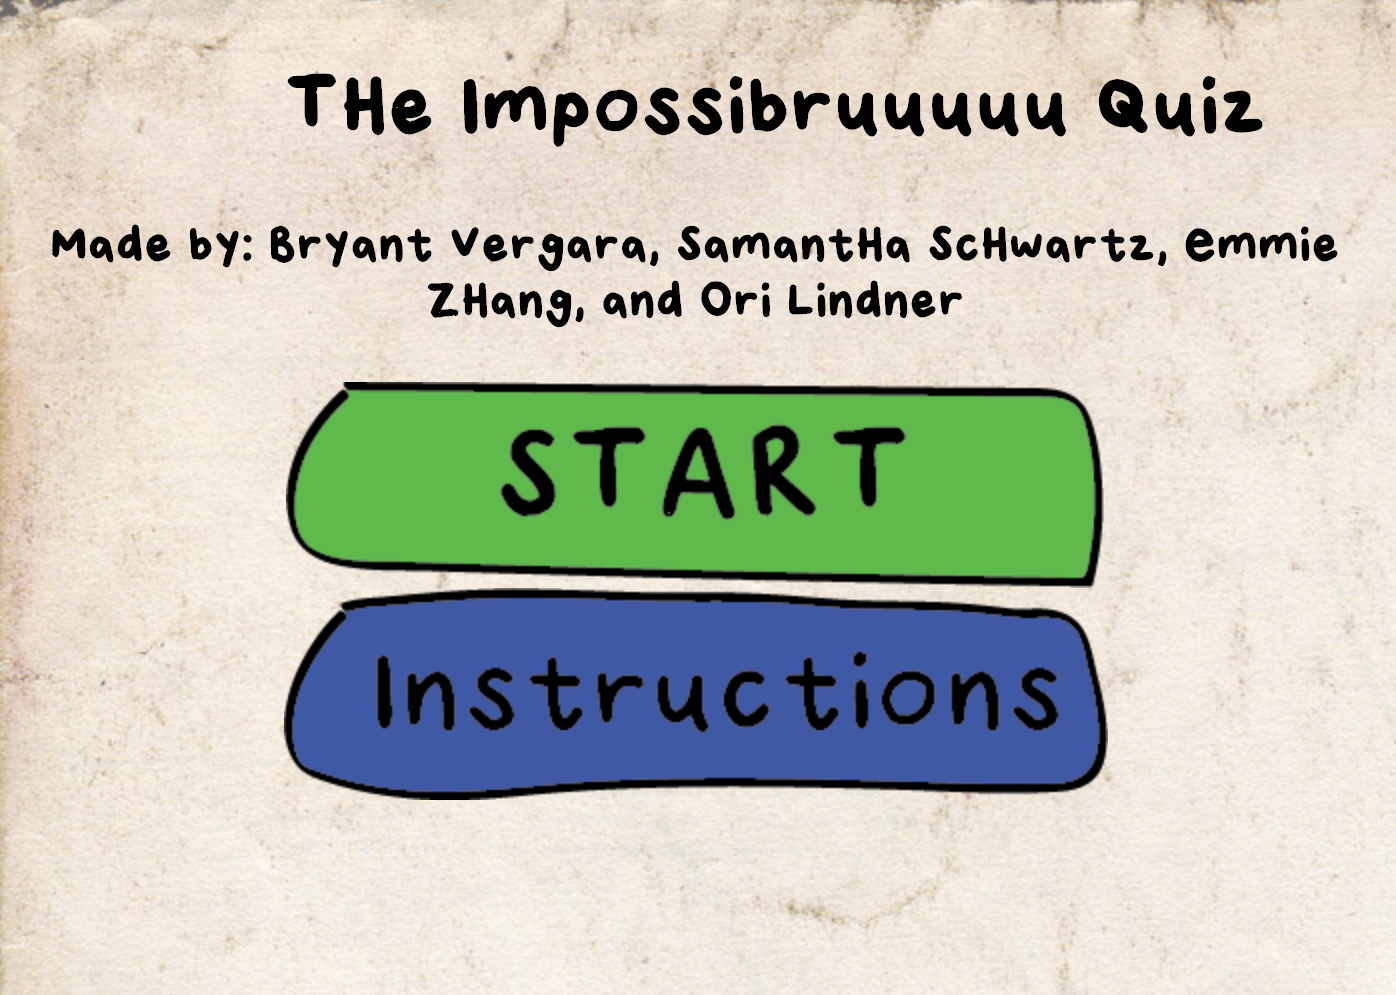 THe Impossibruuuuu Quiz
Made by: Bryant Vergara, SamantHa ScHwartz, emmie
ZHang, and Ori Lindner
START
Instructions